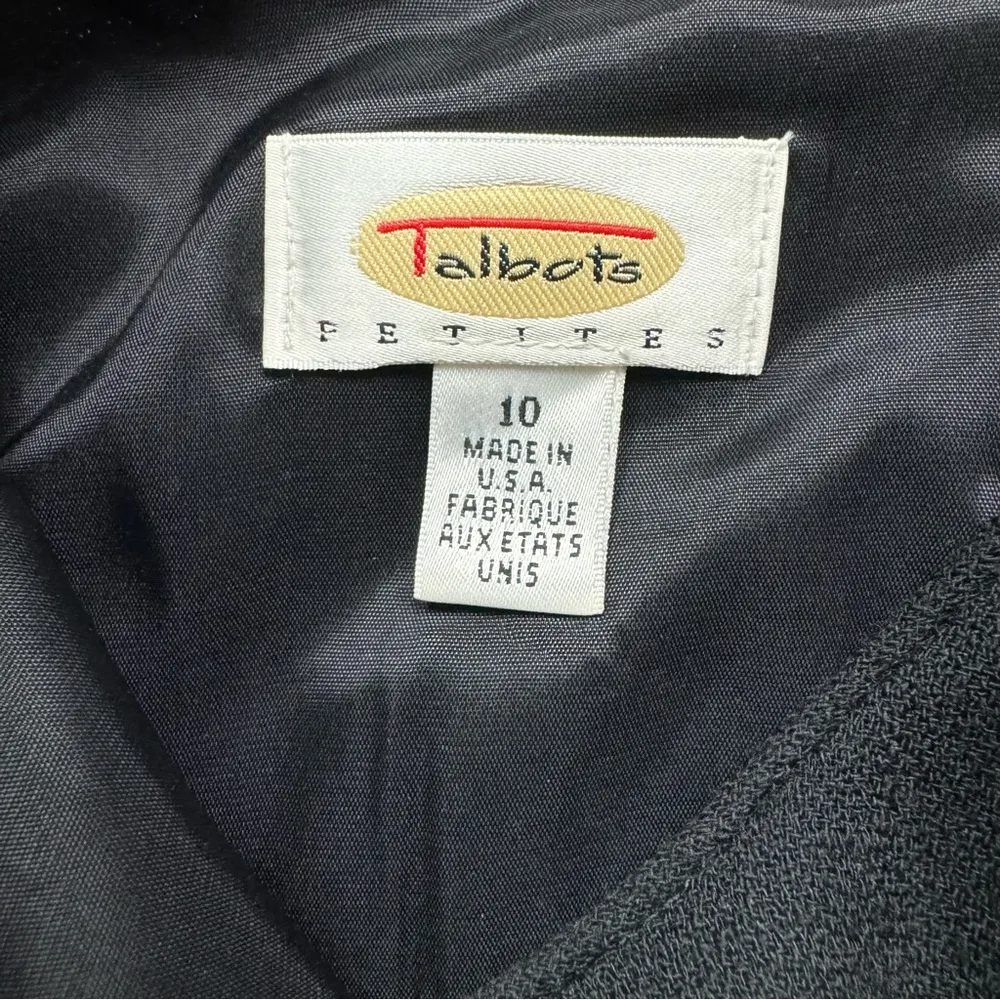 Talbots
PETITES
10
MADE IN
U.S.A.
FABRIQUE
AUX ETATS
UNIS